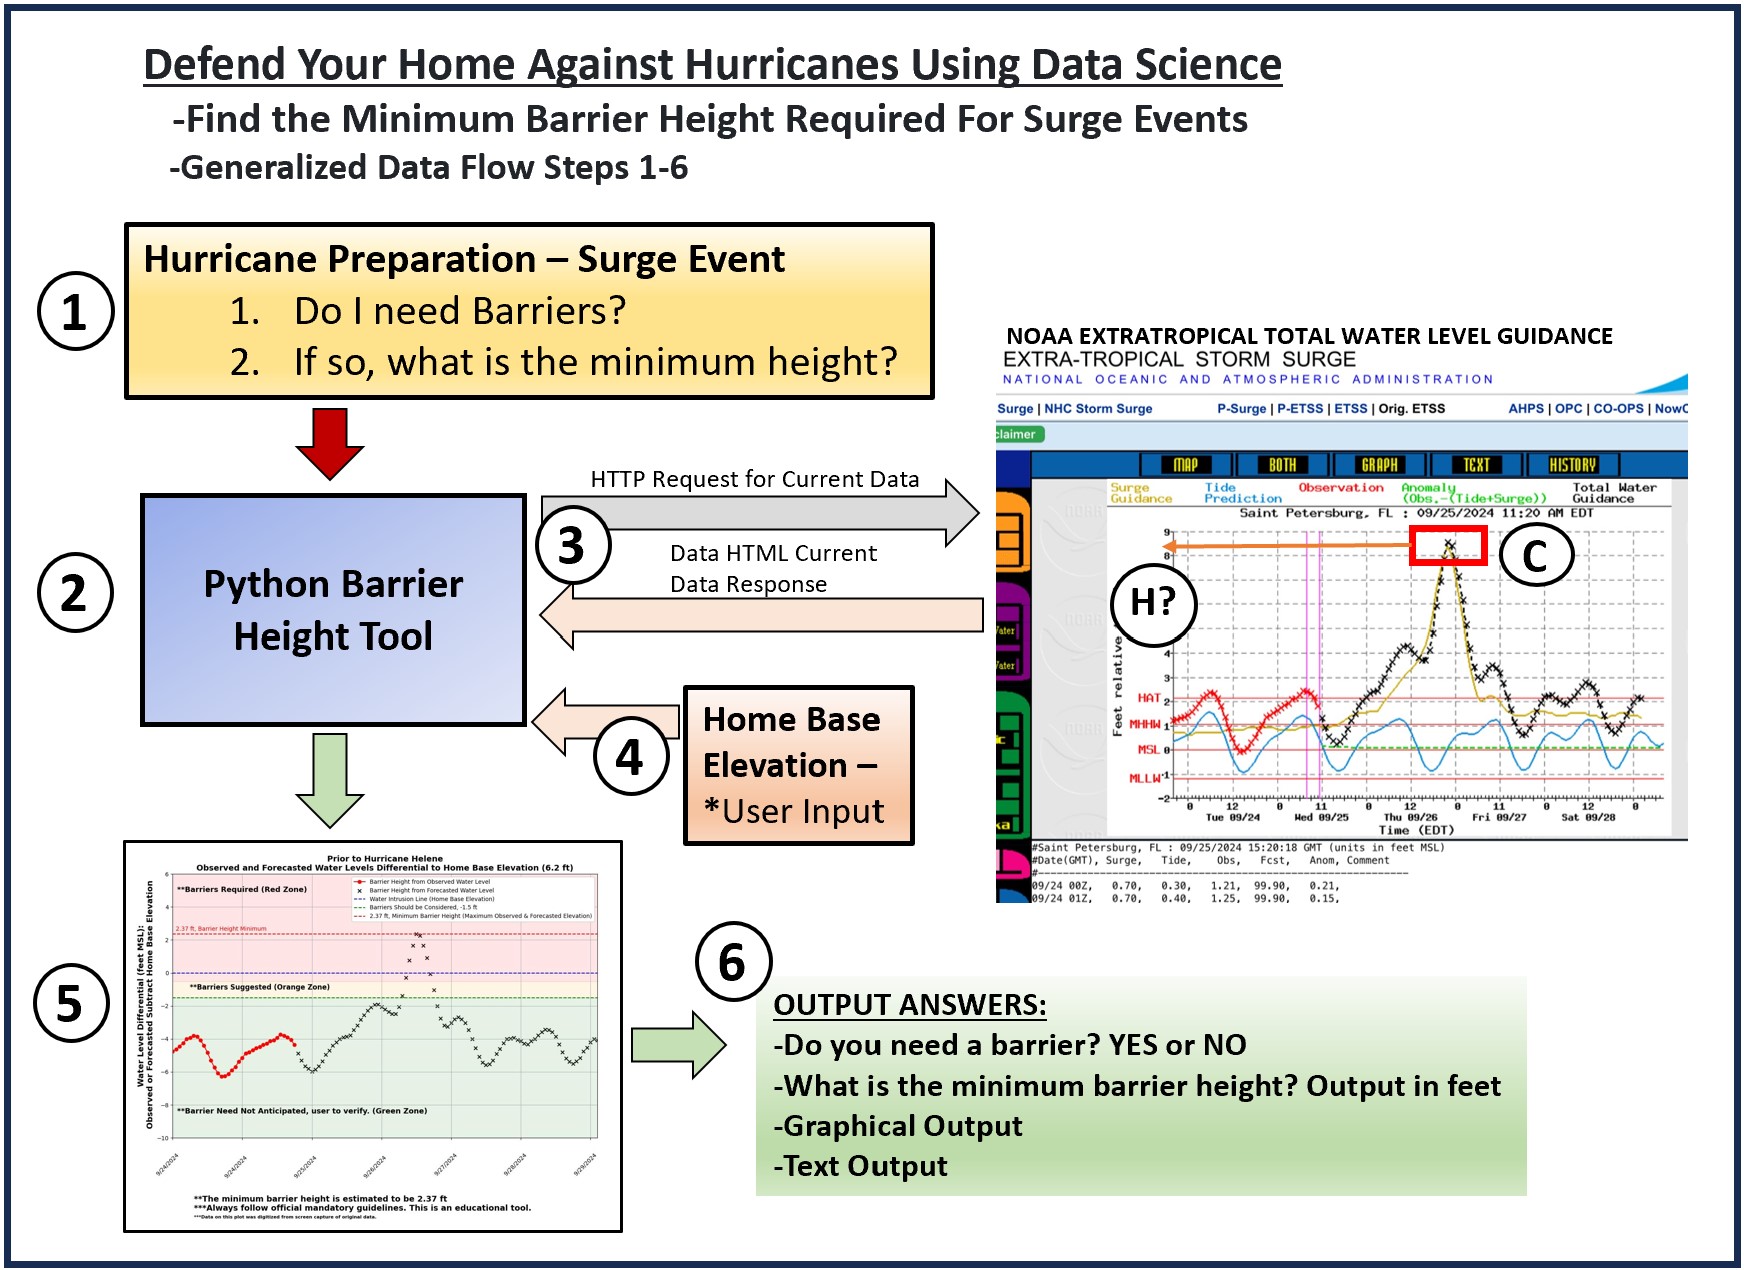 Defend Your Home Against Hurricanes Using Data Science
-Find the Minimum Barrier Height Required For Surge Events
-Generalized Data Flow Steps 1-6
1
Hurricane Preparation – Surge Event
1. Do I need Barriers?
2. If so, what is the minimum height?
2
Python Barrier
Height Tool
3
HTTP Request for Current Data
Data HTML Current
Data Response
4
Home Base
Elevation –
*User Input
NOAA EXTRATROPICAL TOTAL WATER LEVEL GUIDANCE
EXTRA-TROPICAL STORM SURGE
NATIONAL OCEANIC AND ATMOSPHERIC ADMINISTRATION
Surge | NHC Storm Surge P-Surge | P-ETSS | ETSS | Orig. ETSS AHPS | OPC | CO-OPS | NowC
claimer
MAP BOTH GRAPH TEXT HISTORY
Surge Guidance
Tide Prediction
Observation
Anomaly (Obs.-(Tide+Surge))
Total Water Guidance
Saint Petersburg, FL : 09/25/2024 11:20 AM EDT
C
H?
Feet relative
9
8
4
3
HAT 2
MHHW 1
MSL 0
MLLW -1
-2
0 12 0 11 12 0 11 0 12 0
Tue 09/24 Wed 09/25 Thu 09/26 Fri 09/27 Sat 09/28
Time (EDT)
ater
ater
ka
#Saint Petersburg, FL : 09/25/2024 15:20:18 GMT (units in feet MSL)
#Date(GMT), Surge, Tide, Obs, Fcst, Anom, Comment
#------------------------------------------------------------
09/24 00Z, 0.70, 0.30, 1.21, 99.90, 0.21,
09/24 01Z, 0.70, 0.40, 1.25, 99.90, 0.15,
5
Prior to Hurricane Helene
Observed and Forecasted Water Levels Differential to Home Base Elevation (6.2 ft)
Water Level Differential (feet MSL):
Observed or Forecasted Subtract Home Base Elevation
**Barriers Required (Red Zone)
Barrier Height from Observed Water Level
Barrier Height from Forecasted Water Level
Water Intrusion Line (Home Base Elevation)
Barriers Should be Considered, -1.5 ft
2.37 ft, Minimum Barrier Height (Maximum Observed & Forecasted Elevation)
2.37 ft, Barrier Height Minimum
**Barriers Suggested (Orange Zone)
**Barrier Need Not Anticipated, user to verify. (Green Zone)
6
4
2
0
−2
−4
−6
−8
−10
9/24/2024 9/24/2024 9/25/2024 9/26/2024 9/27/2024 9/28/2024 9/29/2024
**The minimum barrier height is estimated to be 2.37 ft
***Always follow official mandatory guidelines. This is an educational tool.
***Data on this plot was digitized from screen capture of original data.
6
OUTPUT ANSWERS:
-Do you need a barrier? YES or NO
-What is the minimum barrier height? Output in feet
-Graphical Output
-Text Output